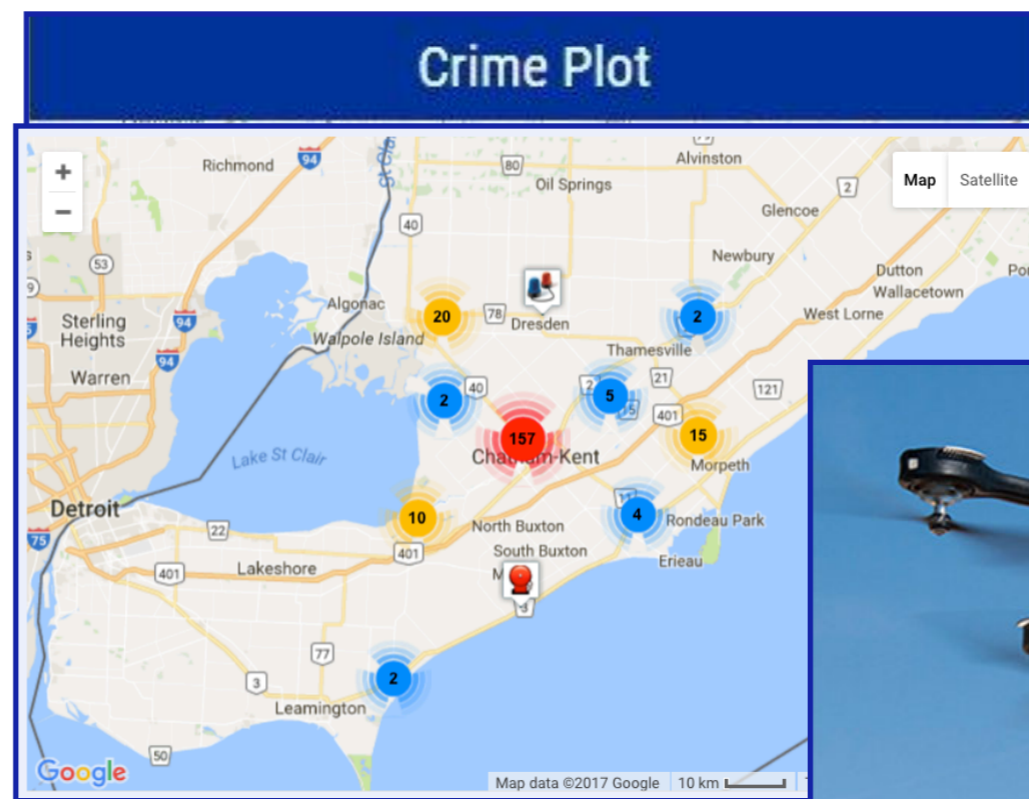 Crime Plot
+
−
Map
Satellite
Richmond
94
80
Oil Springs
Alvinston
2
Glencoe
40
53
Newbury
Algonac
Dutton
Wallacetown
Sterling
Heights
94
20
78
Dresden
2
West Lorne
Walpole Island
94
Thamesville
Warren
2
40
2
5
21
121
401
15
157
Lake St Clair
Chatham-Kent
Morpeth
Detroit
10
North Buxton
4
Rondeau Park
75
22
401
South Buxton
Erieau
401
Lakeshore
3
77
3
2
Leamington
50
Google
Map data ©2017 Google
10 km